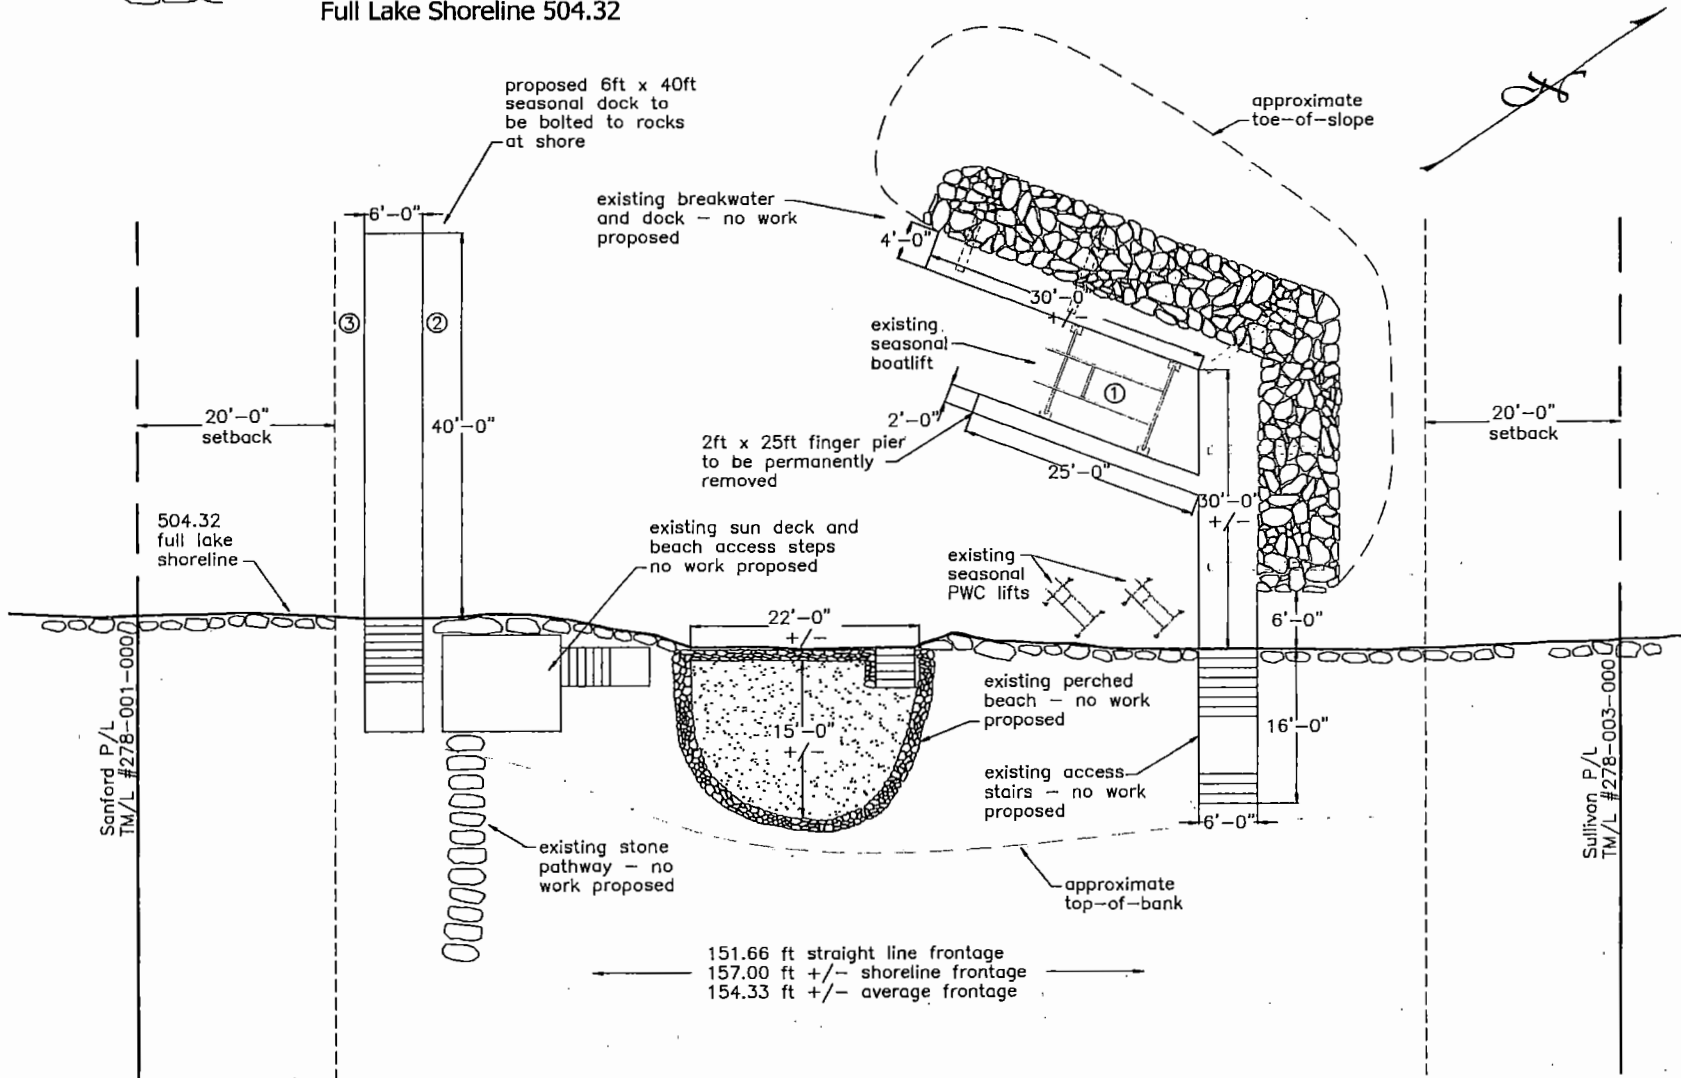 Full Lake Shoreline 504.32
proposed 6ft x 40ft
seasonal dock to
be bolted to rocks
at shore
approximate
toe-of-slope
existing breakwater
and dock - no work
proposed
6'-0"
4'-0"
30'-0"
+/-
existing
seasonal
boatlift
③
②
①
20'-0"
setback
40'-0"
2'-0"
2ft x 25ft finger pier
to be permanently
removed
25'-0"
20'-0"
setback
30'-0"
+/-
504.32
full lake
shoreline
existing sun deck and
beach access steps
no work proposed
existing
seasonal
PWC lifts
22'-0"
+/-
6'-0"
existing perched
beach - no work
proposed
15'-0"
+/-
16'-0"
existing access
stairs - no work
proposed
6'-0"
Sanford P/L
TM/L #278-001-000
Sullivan P/L
TM/L #278-003-000
existing stone
pathway - no
work proposed
approximate
top-of-bank
151.66 ft straight line frontage
157.00 ft +/- shoreline frontage
154.33 ft +/- average frontage